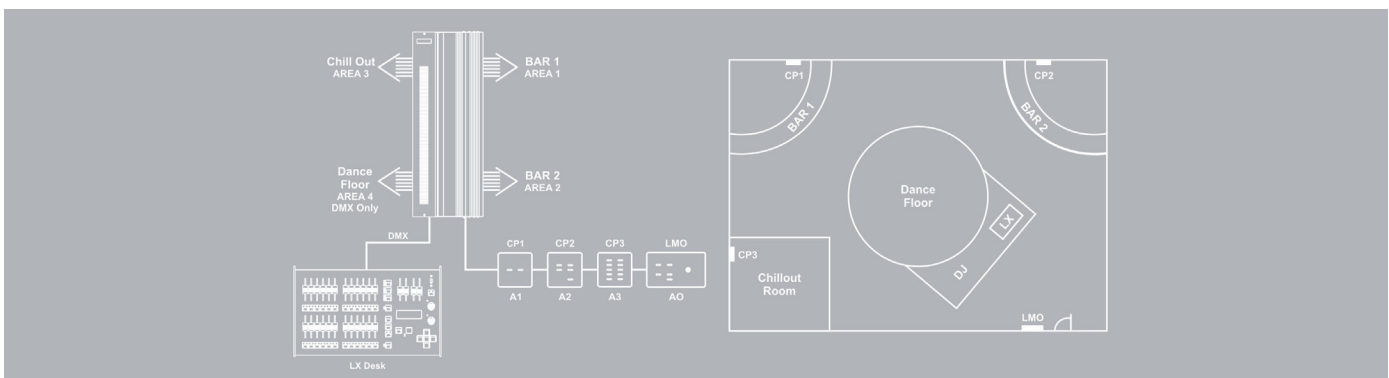 Chill Out
AREA 3
BAR 1
AREA 1
Dance
Floor
AREA 4
DMX Only
BAR 2
AREA 2
DMX
CP1
CP2
CP3
LMO
A1
A2
A3
AO
LX Desk
CP1
CP2
BAR 1
BAR 2
Dance
Floor
LX
DJ
CP3
Chillout
Room
LMO